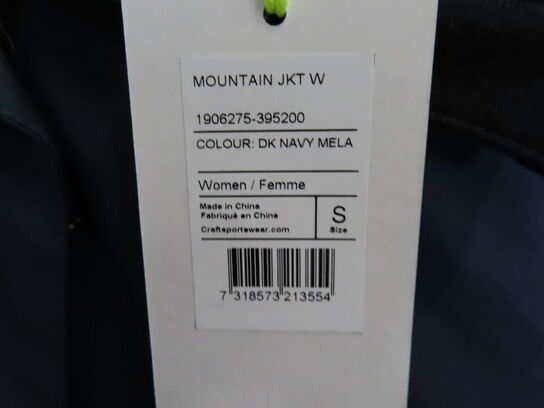 MOUNTAIN JKT W
1906275-395200
COLOUR: DK NAVY MELA
Women / Femme
Made in China
Fabriqué en Chine
Craftsportswear.com
S
Size
7 318573 213554